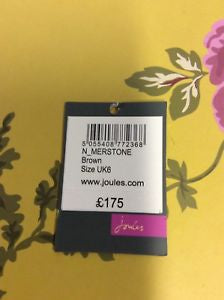 5 055408 772368
N_MERSTONE
Brown
Size UK6
www.joules.com
£175
Joules